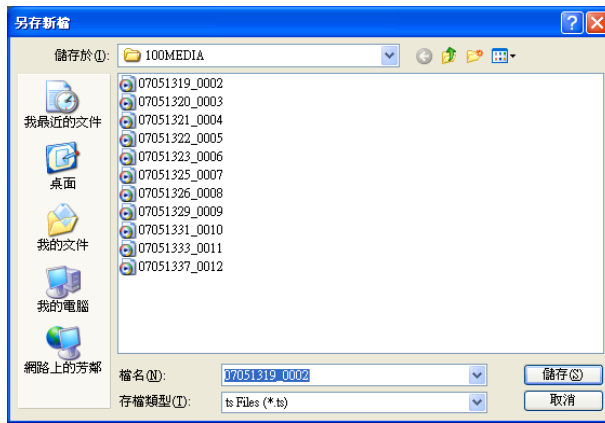 另存新檔
儲存於(I):
100MEDIA
我最近的文件
桌面
我的文件
我的電腦
網路上的芳鄰
07051319_0002
07051320_0003
07051321_0004
07051322_0005
07051323_0006
07051325_0007
07051326_0008
07051329_0009
07051331_0010
07051333_0011
07051337_0012
檔名(N):
07051319_0002
儲存(S)
存檔類型(T):
ts Files (*.ts)
取消